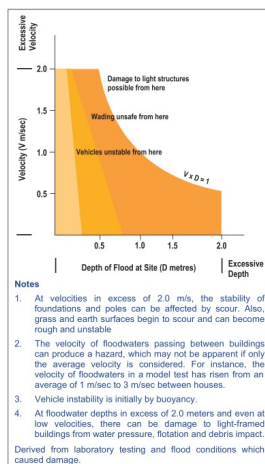 Excessive
Velocity
2.0
1.5
1.0
0.5
Velocity (V m/sec)
Damage to light structures
possible from here
Wading unsafe from here
Vehicles unstable from here
V x D = 1
0.5
1.0
1.5
2.0
Depth of Flood at Site (D metres)
Excessive
Depth
Notes
1. At velocities in excess of 2.0 m/s, the stability of
foundations and poles can be affected by scour. Also,
grass and earth surfaces begin to scour and can become
rough and unstable
2. The velocity of floodwaters passing between buildings
can produce a hazard, which may not be apparent if only
the average velocity is considered. For instance, the
velocity of floodwaters in a model test has risen from an
average of 1 m/sec to 3 m/sec between houses.
3. Vehicle instability is initially by buoyancy.
4. At floodwater depths in excess of 2.0 meters and even at
low velocities, there can be damage to light-framed
buildings from water pressure, flotation and debris impact.
Derived from laboratory testing and flood conditions which
caused damage.